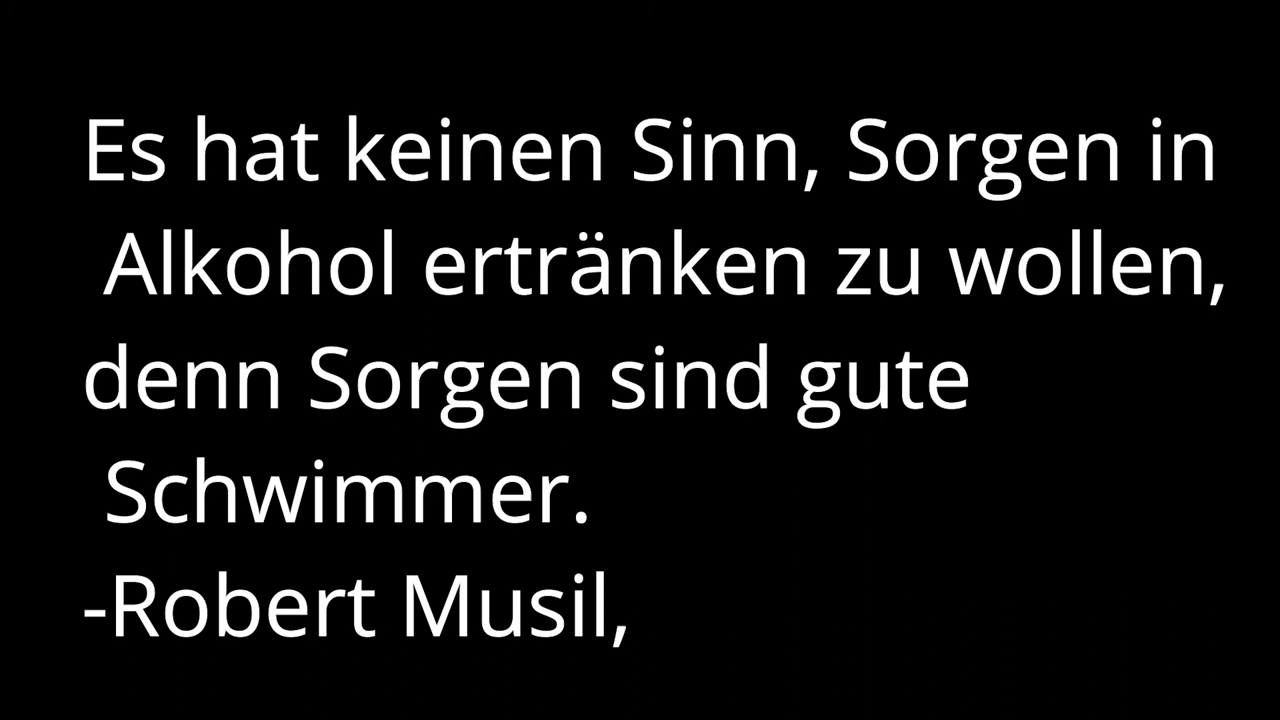 Es hat keinen Sinn, Sorgen in
Alkohol ertränken zu wollen,
denn Sorgen sind gute
Schwimmer.
-Robert Musil,